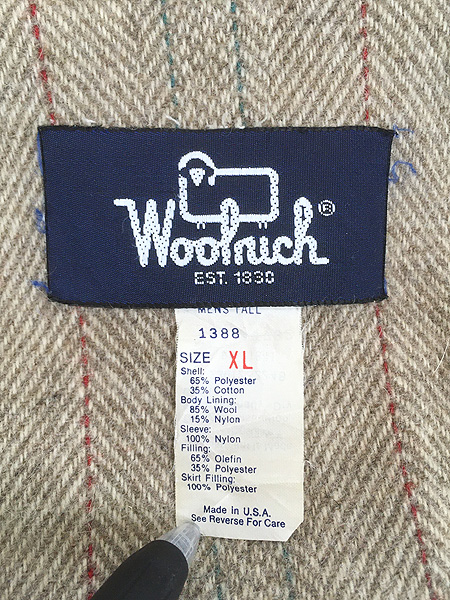 Woolrich®
EST. 1830
MENS TALL
1388
SIZE XL
Shell:
65% Polyester
35% Cotton
Body Lining:
85% Wool
15% Nylon
Sleeve:
100% Nylon
Filling:
65% Olefin
35% Polyester
Skirt Filling:
100% Polyester
Made in U.S.A.
See Reverse For Care